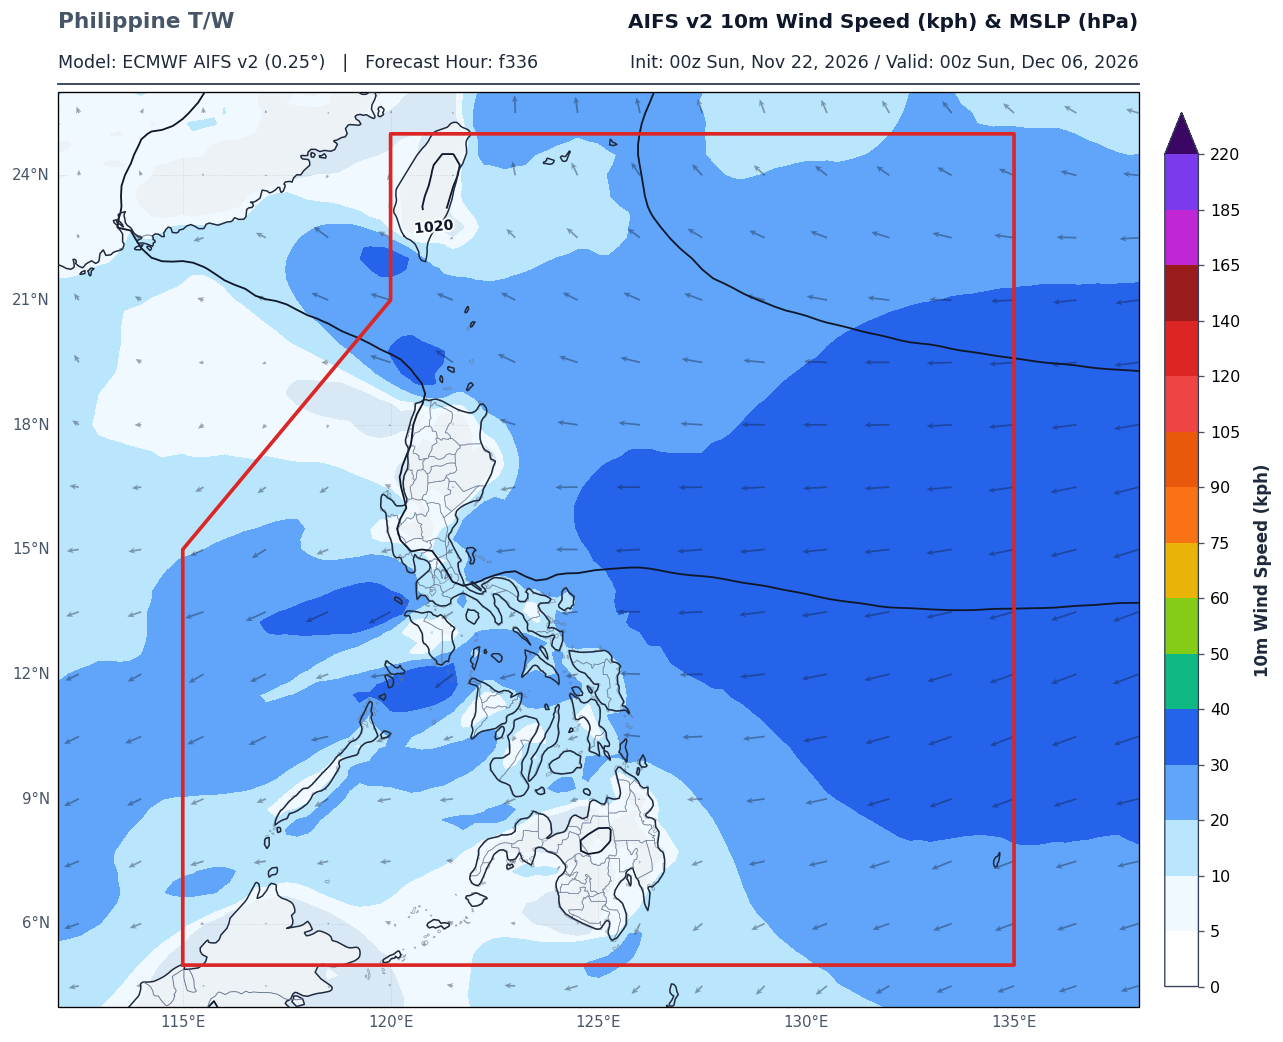 Philippine T/W
AIFS v2 10m Wind Speed (kph) & MSLP (hPa)
Model: ECMWF AIFS v2 (0.25°) | Forecast Hour: f336
Init: 00z Sun, Nov 22, 2026 / Valid: 00z Sun, Dec 06, 2026
24°N
21°N
18°N
15°N
12°N
9°N
6°N
1020
115°E
120°E
125°E
130°E
135°E
220
185
165
140
120
105
90
75
60
50
40
30
20
10
5
0
10m Wind Speed (kph)